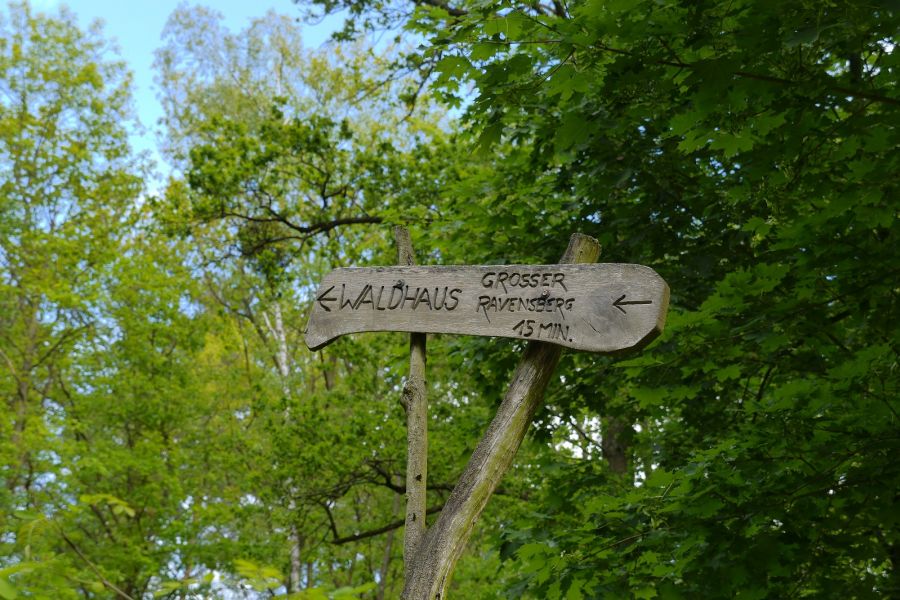 ← WALDHAUS
GROSSER
RAVENSBERG
15 MIN.
←